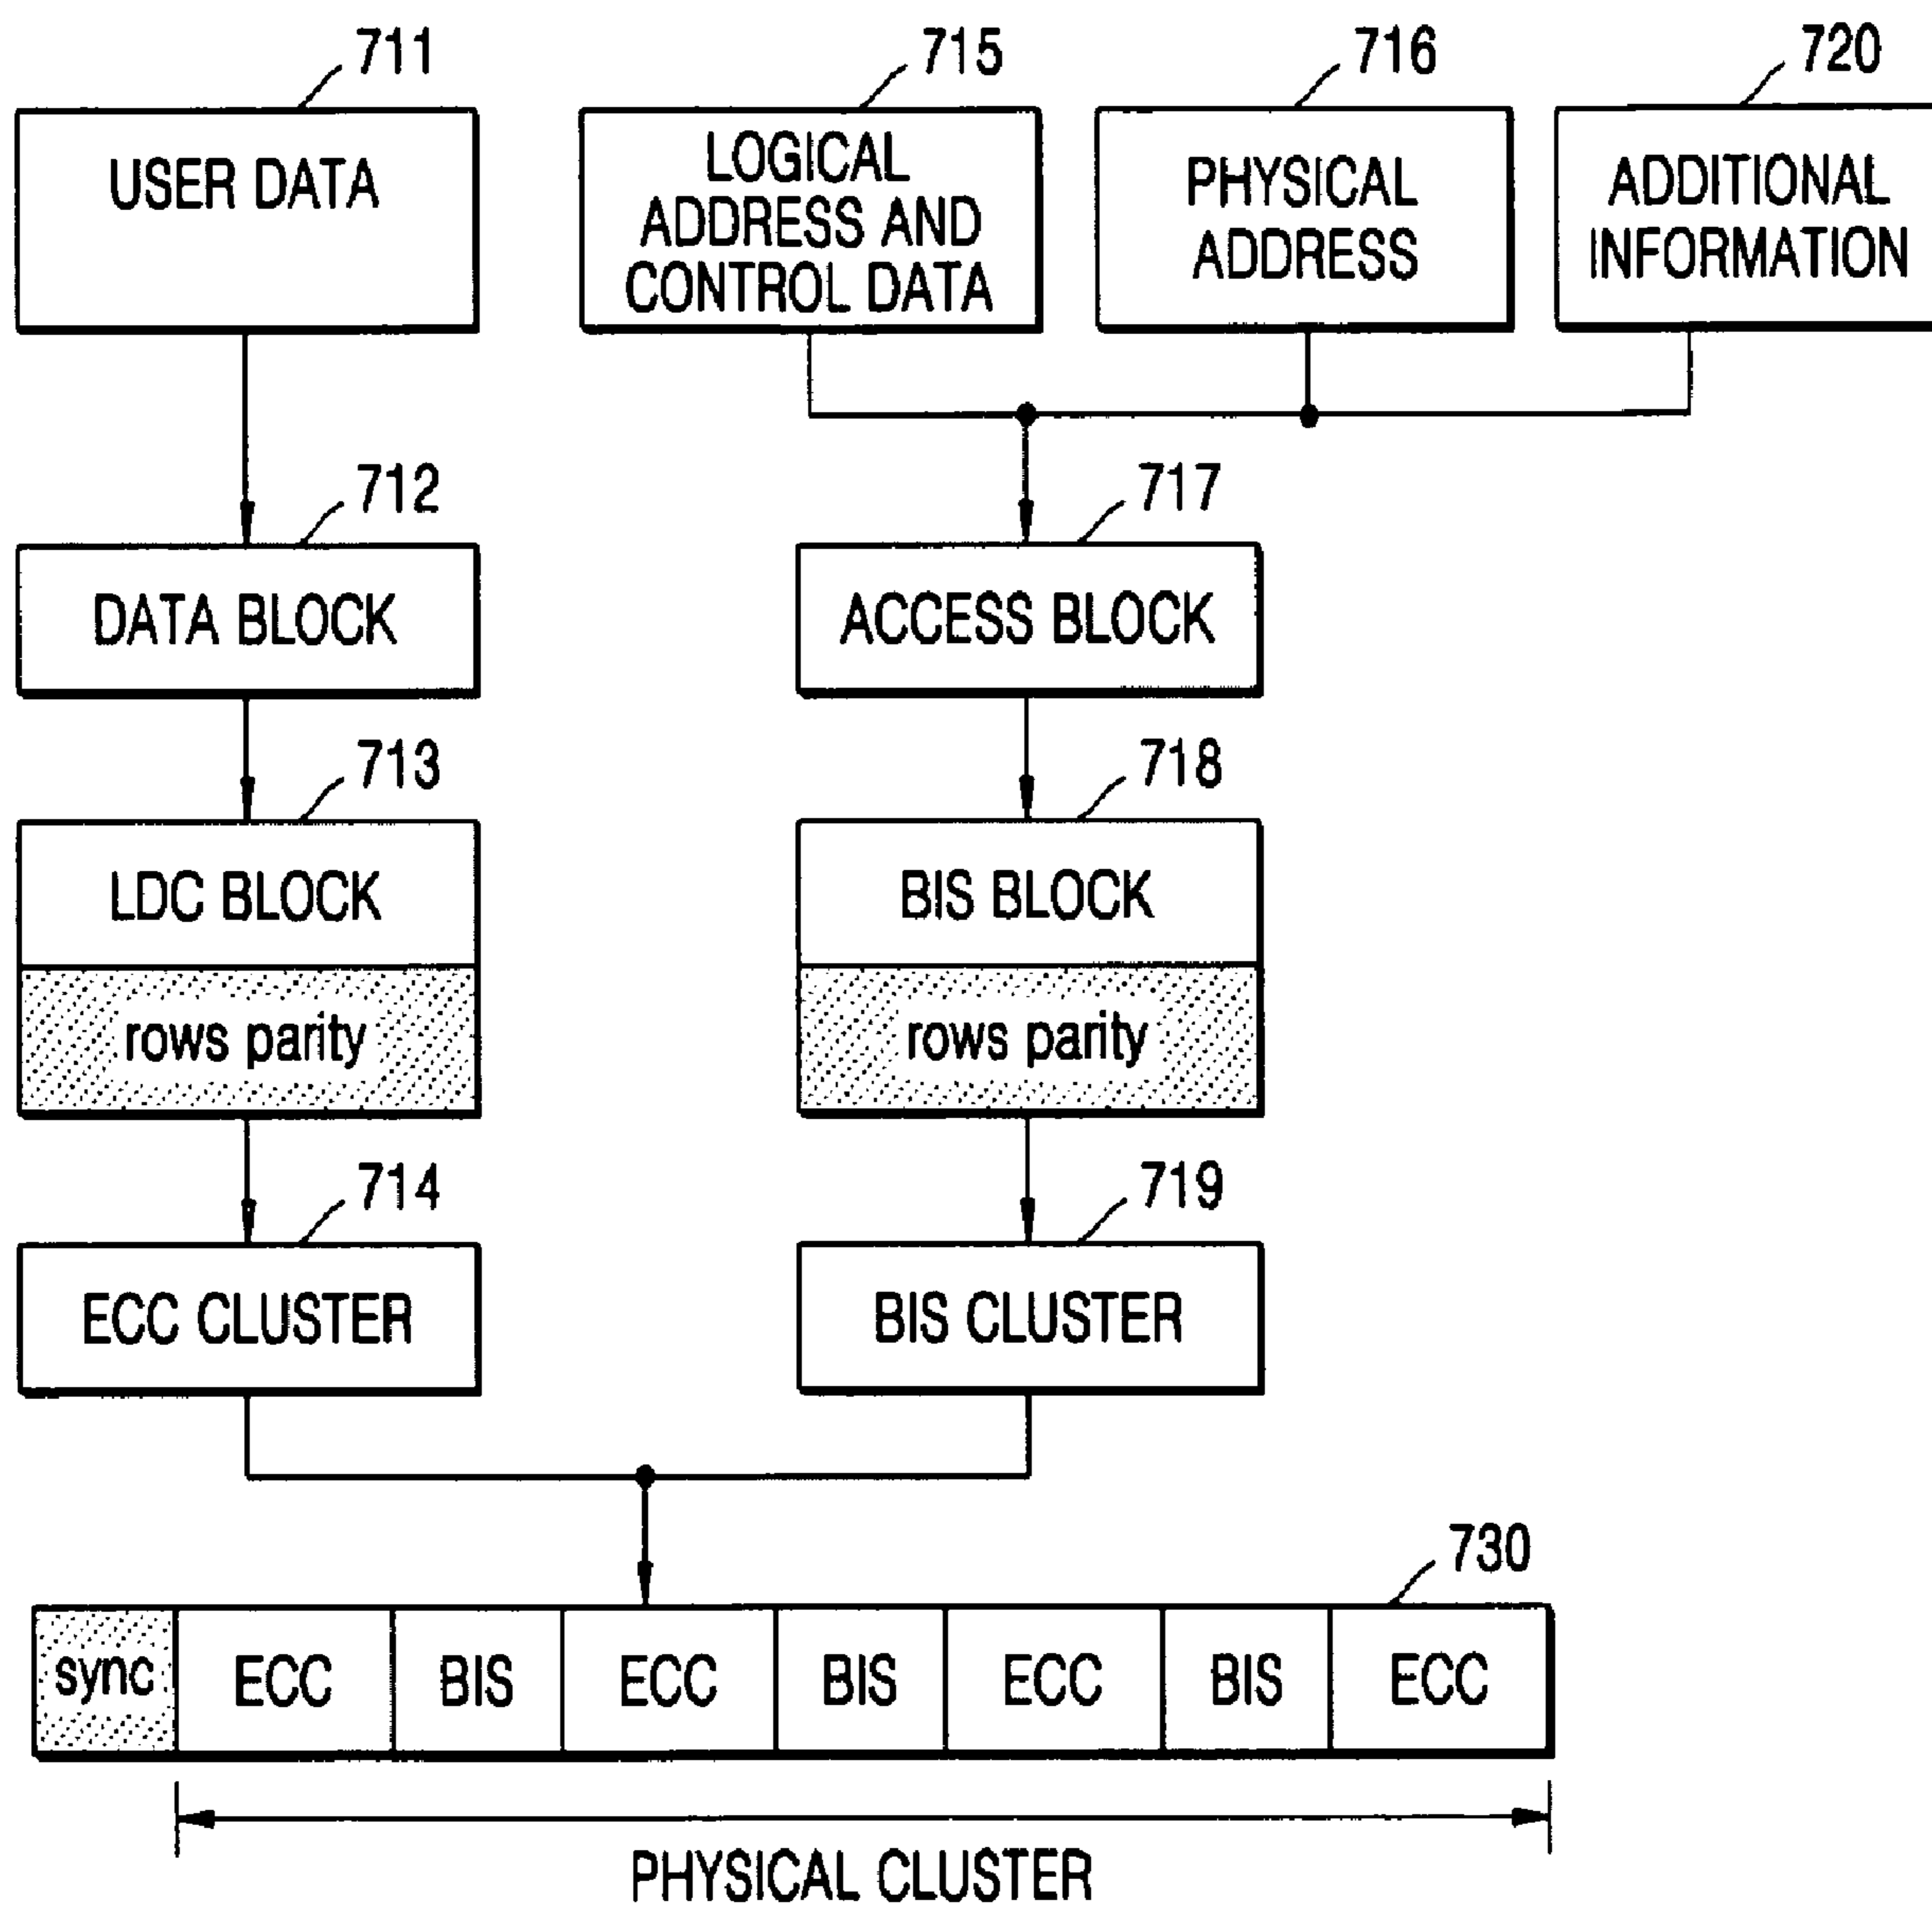 711
715
716
720
USER DATA
LOGICAL
ADDRESS AND
CONTROL DATA
PHYSICAL
ADDRESS
ADDITIONAL
INFORMATION
712
717
DATA BLOCK
ACCESS BLOCK
713
718
LDC BLOCK
BIS BLOCK
rows parity
rows parity
714
719
ECC CLUSTER
BIS CLUSTER
730
sync ECC BIS ECC BIS ECC BIS ECC
PHYSICAL CLUSTER